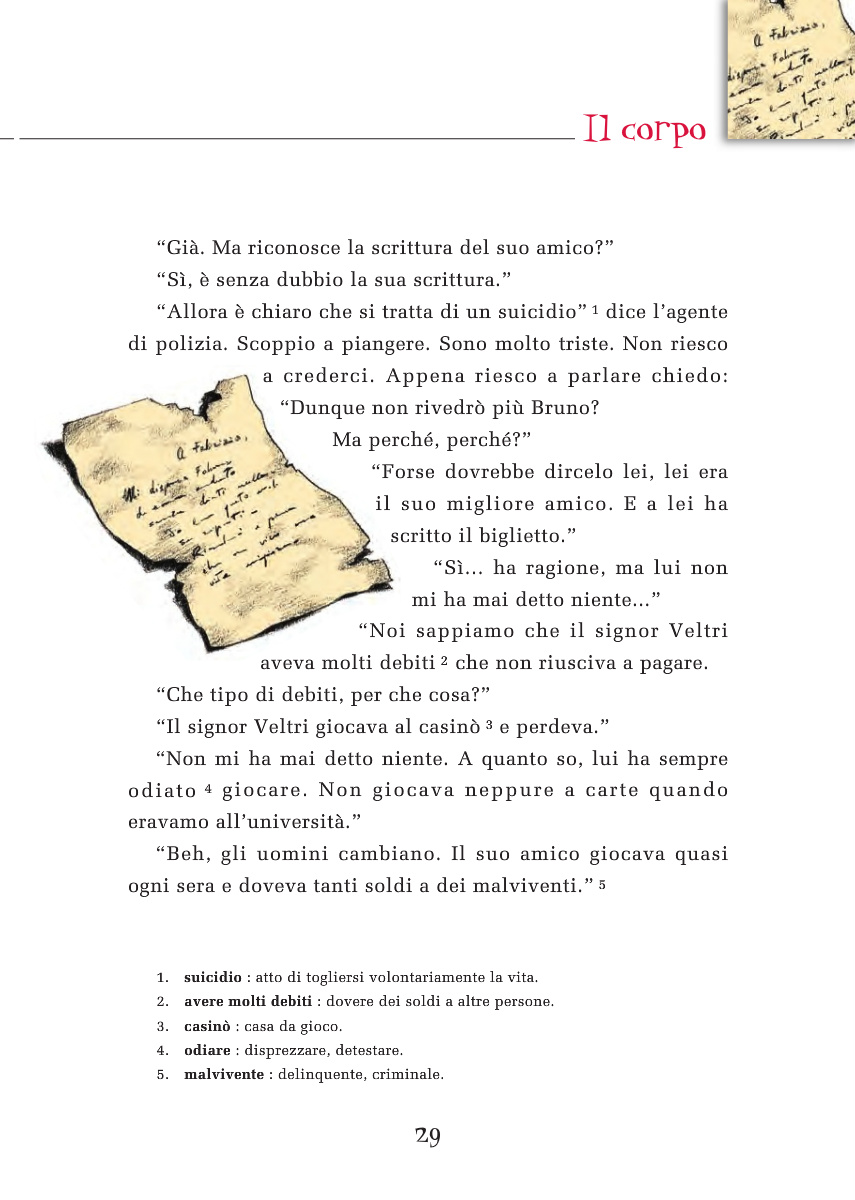 Il corpo
“Già. Ma riconosce la scrittura del suo amico?”
“Sì, è senza dubbio la sua scrittura.”
“Allora è chiaro che si tratta di un suicidio” 1 dice l’agente
di polizia. Scoppio a piangere. Sono molto triste. Non riesco
a crederci. Appena riesco a parlare chiedo:
“Dunque non rivedrò più Bruno?
Ma perché, perché?”
“Forse dovrebbe dircelo lei, lei era
il suo migliore amico. E a lei ha
scritto il biglietto.”
“Sì... ha ragione, ma lui non
mi ha mai detto niente...”
“Noi sappiamo che il signor Veltri
aveva molti debiti 2 che non riusciva a pagare.
“Che tipo di debiti, per che cosa?”
“Il signor Veltri giocava al casinò 3 e perdeva.”
“Non mi ha mai detto niente. A quanto so, lui ha sempre
odiato 4 giocare. Non giocava neppure a carte quando
eravamo all’università.”
“Beh, gli uomini cambiano. Il suo amico giocava quasi
ogni sera e doveva tanti soldi a dei malviventi.” 5
A Fabrizio,
Mi dispiace
1. suicidio : atto di togliersi volontariamente la vita.
2. avere molti debiti : dovere dei soldi a altre persone.
3. casinò : casa da gioco.
4. odiare : disprezzare, detestare.
5. malvivente : delinquente, criminale.
29